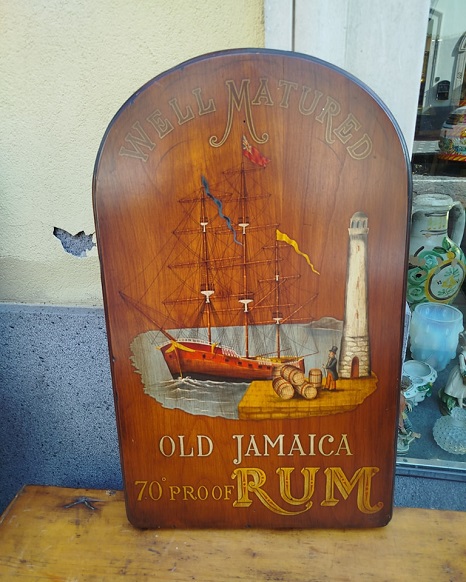 WELL MATURED
OLD JAMAICA
70° PROOF RUM